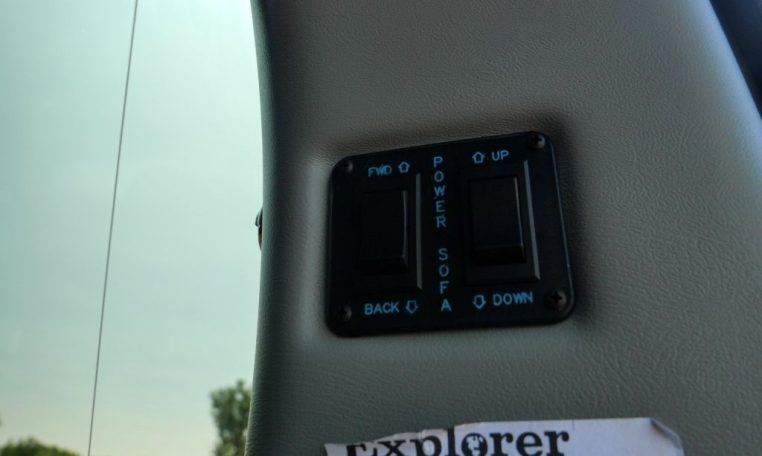 FWD ⇧
⇧ UP
POWER SOFA
BACK ⇩
⇩ DOWN
Explorer